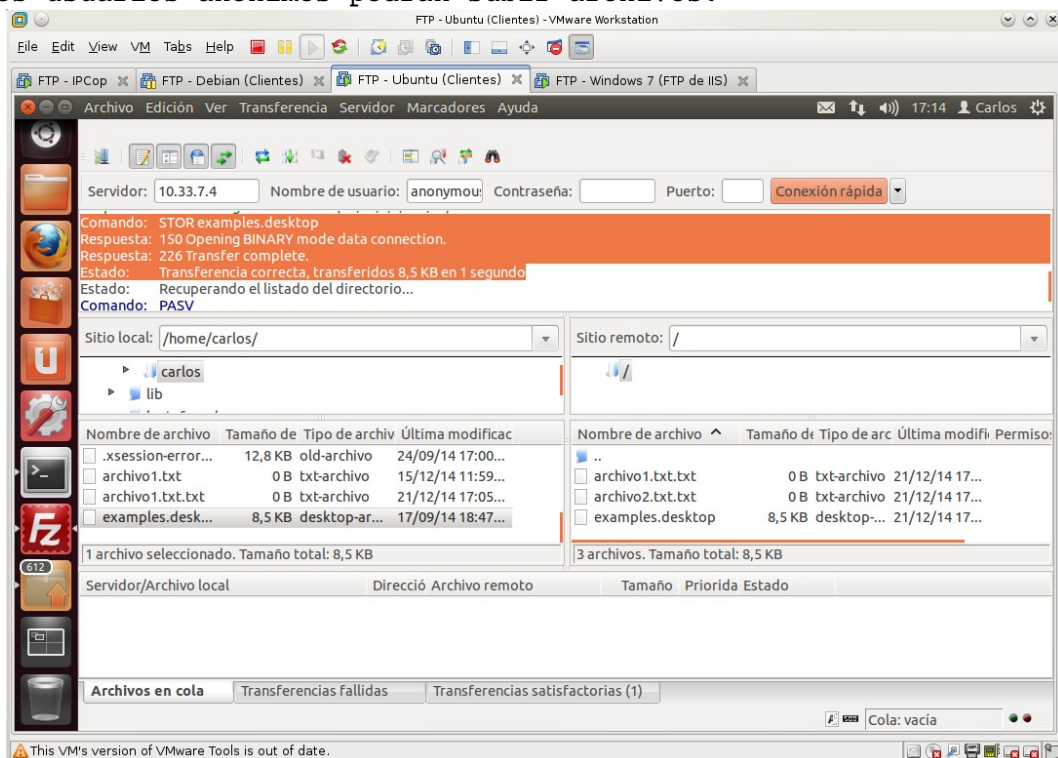 os usuarios anónimos podrán subir archivos.
FTP - Ubuntu (Clientes) - VMware Workstation
File Edit View VM Tabs Help
FTP - IPCop FTP - Debian (Clientes) FTP - Ubuntu (Clientes) FTP - Windows 7 (FTP de IIS)
Archivo Edición Ver Transferencia Servidor Marcadores Ayuda 17:14 Carlos
Servidor: 10.33.7.4 Nombre de usuario: anonymou Contraseña: Puerto: Conexión rápida
Comando: STOR examples.desktop
Respuesta: 150 Opening BINARY mode data connection.
Respuesta: 226 Transfer complete.
Estado: Transferencia correcta, transferidos 8,5 KB en 1 segundo
Estado: Recuperando el listado del directorio...
Comando: PASV
Sitio local: /home/carlos/ Sitio remoto: /
carlos /
lib
Nombre de archivo Tamaño de Tipo de archiv Última modificac Nombre de archivo Tamaño de Tipo de arc Última modifi Permiso
.xsession-error... 12,8 KB old-archivo 24/09/14 17:00... ..
archivo1.txt 0 B txt-archivo 15/12/14 11:59... archivo1.txt.txt 0 B txt-archivo 21/12/14 17...
archivo1.txt.txt 0 B txt-archivo 21/12/14 17:05... archivo2.txt.txt 0 B txt-archivo 21/12/14 17...
examples.desk... 8,5 KB desktop-ar... 17/09/14 18:47... examples.desktop 8,5 KB desktop-... 21/12/14 17...
1 archivo seleccionado. Tamaño total: 8,5 KB 3 archivos. Tamaño total: 8,5 KB
612
Servidor/Archivo local Direcció Archivo remoto Tamaño Priorida Estado
Archivos en cola Transferencias fallidas Transferencias satisfactorias (1)
Cola: vacía
This VM's version of VMware Tools is out of date.